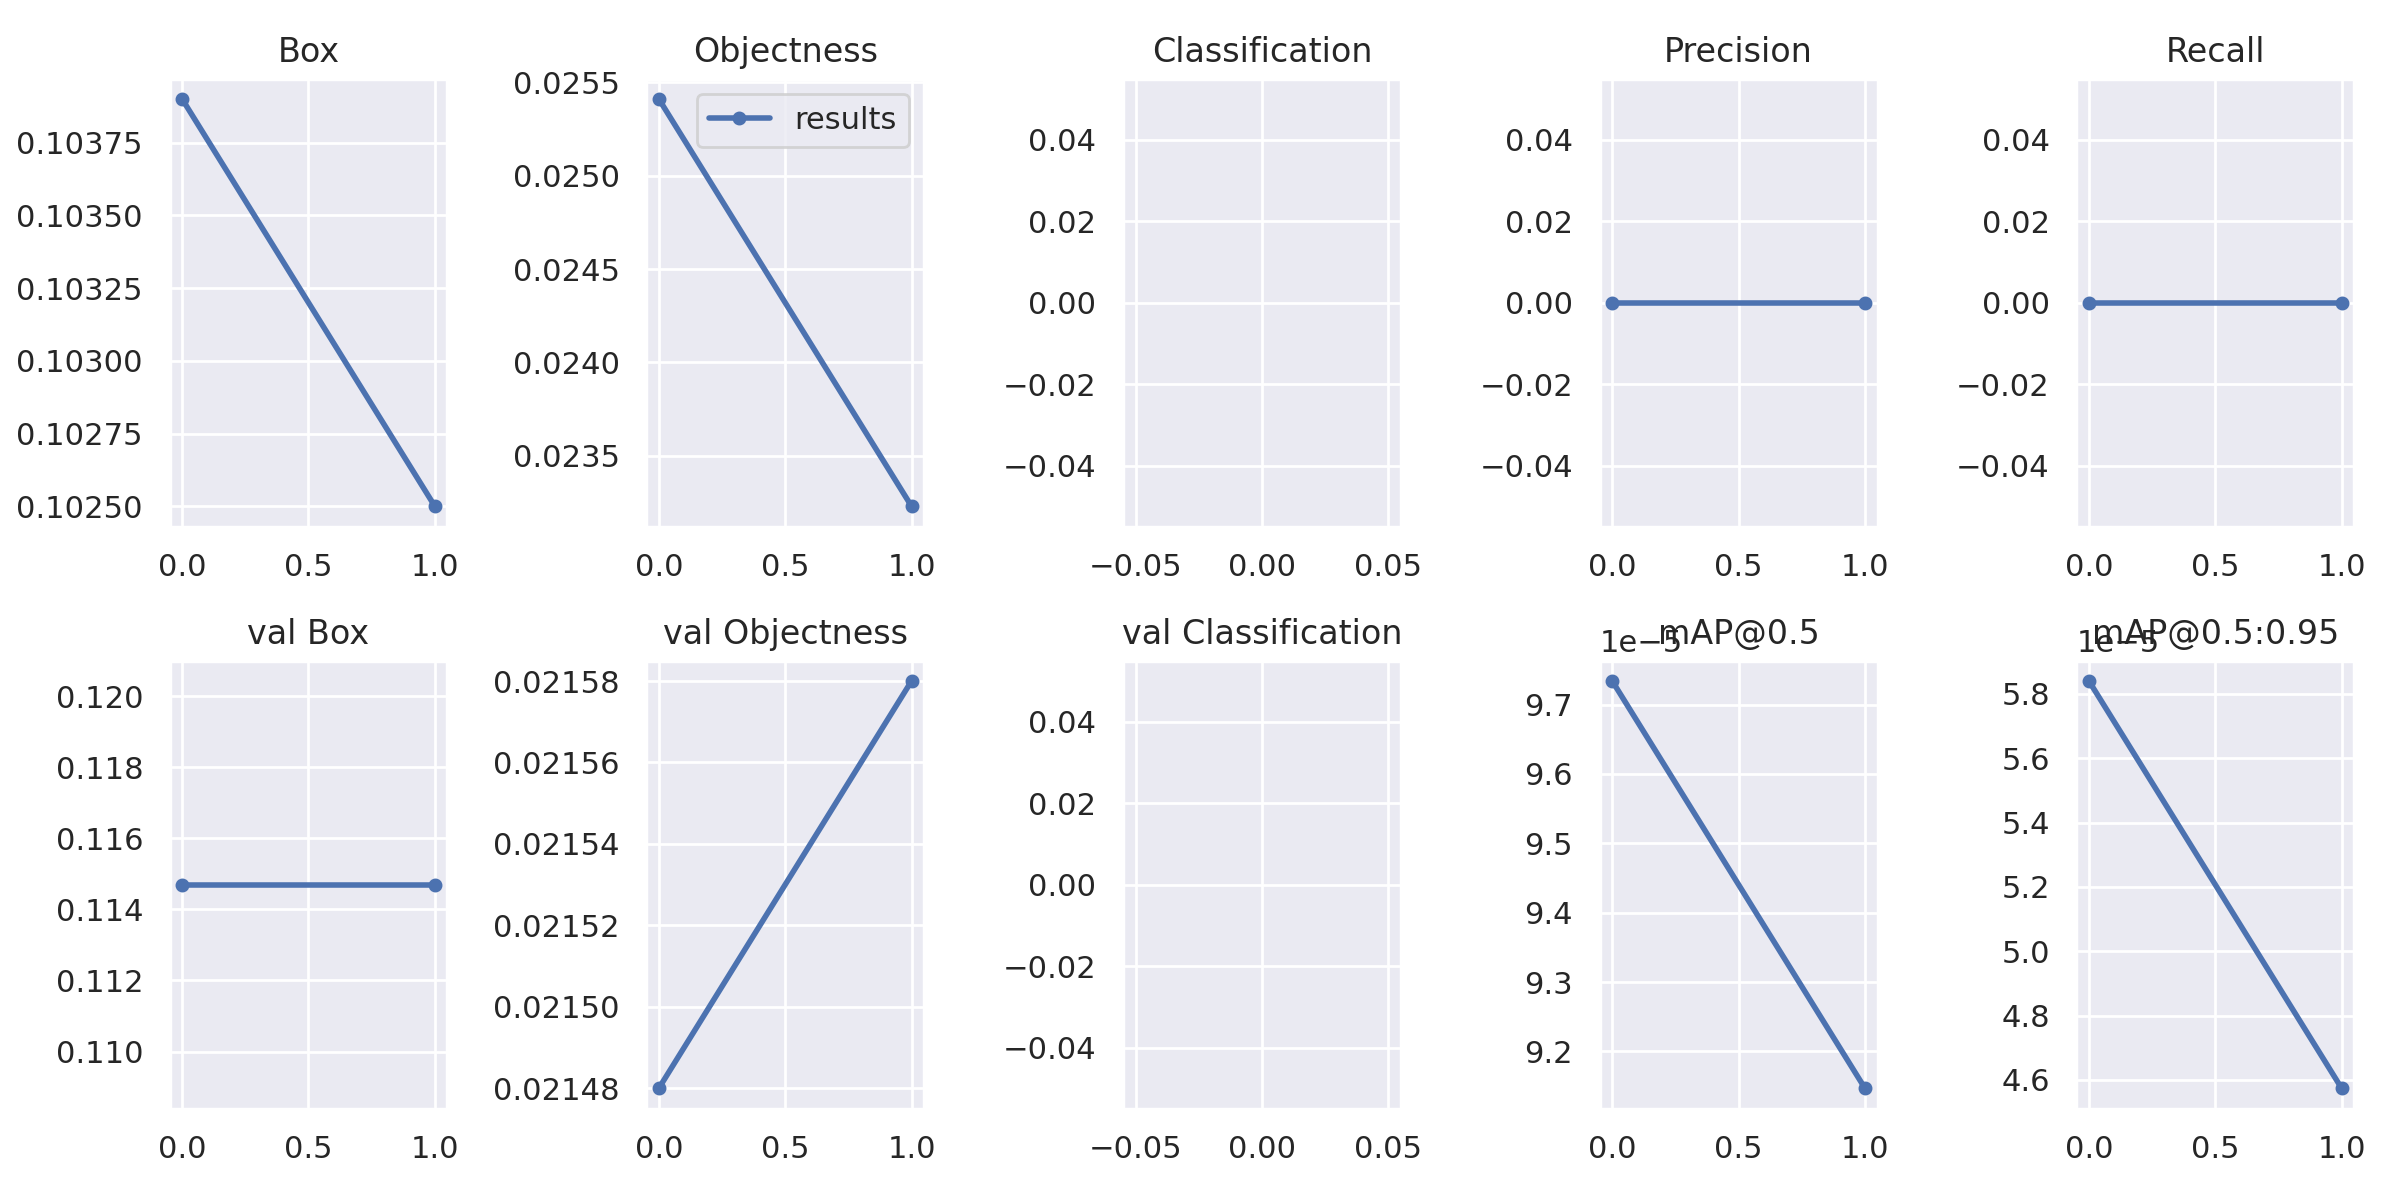 Box
0.10375
0.10350
0.10325
0.10300
0.10275
0.10250
0.0 0.5 1.0
Objectness
results
0.0255
0.0250
0.0245
0.0240
0.0235
0.0 0.5 1.0
Classification
0.04
0.02
0.00
−0.02
−0.04
−0.05 0.00 0.05
Precision
0.04
0.02
0.00
−0.02
−0.04
0.0 0.5 1.0
Recall
0.04
0.02
0.00
−0.02
−0.04
0.0 0.5 1.0
val Box
0.120
0.118
0.116
0.114
0.112
0.110
0.0 0.5 1.0
val Objectness
0.02158
0.02156
0.02154
0.02152
0.02150
0.02148
0.0 0.5 1.0
val Classification
0.04
0.02
0.00
−0.02
−0.04
−0.05 0.00 0.05
mAP@0.5
1e−5
9.7
9.6
9.5
9.4
9.3
9.2
0.0 0.5 1.0
mAP@0.5:0.95
1e−5
5.8
5.6
5.4
5.2
5.0
4.8
4.6
0.0 0.5 1.0